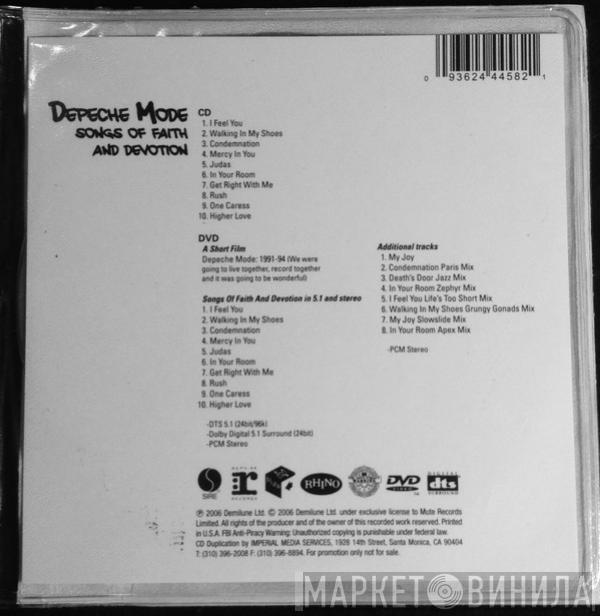 0 93624 44582 1
DEPECHE MODE
SONGS OF FAITH
AND DEVOTION
CD
1. I Feel You
2. Walking In My Shoes
3. Condemnation
4. Mercy In You
5. Judas
6. In Your Room
7. Get Right With Me
8. Rush
9. One Caress
10. Higher Love
DVD
A Short Film
Depeche Mode: 1991-94 (We were
going to live together, record together
and it was going to be wonderful)
Songs Of Faith And Devotion in 5.1 and stereo
1. I Feel You
2. Walking In My Shoes
3. Condemnation
4. Mercy In You
5. Judas
6. In Your Room
7. Get Right With Me
8. Rush
9. One Caress
10. Higher Love
-DTS 5.1 (24bit/96k)
-Dolby Digital 5.1 Surround (24bit)
-PCM Stereo
Additional tracks
1. My Joy
2. Condemnation Paris Mix
3. Death's Door Jazz Mix
4. In Your Room Zephyr Mix
5. I Feel You Life's Too Short Mix
6. Walking In My Shoes Grungy Gonads Mix
7. My Joy Slowslide Mix
8. In Your Room Apex Mix
-PCM Stereo
SIRE
RHINO
DVD
DIGITAL
dts
SURROUND
℗ 2006 Demilune Ltd. © 2006 Demilune Ltd. under exclusive license to Mute Records
Limited. All rights of the producer and of the owner of this recorded work reserved. Printed
in U.S.A. FBI Anti-Piracy Warning: Unauthorized copying is punishable under federal law.
CD Duplication by IMPERIAL MEDIA SERVICES, 1928 14th Street, Santa Monica, CA 90404
T: (310) 396-2008 F: (310) 396-8894. For promotion only not for sale.
МАРКЕТ ВИНИЛА